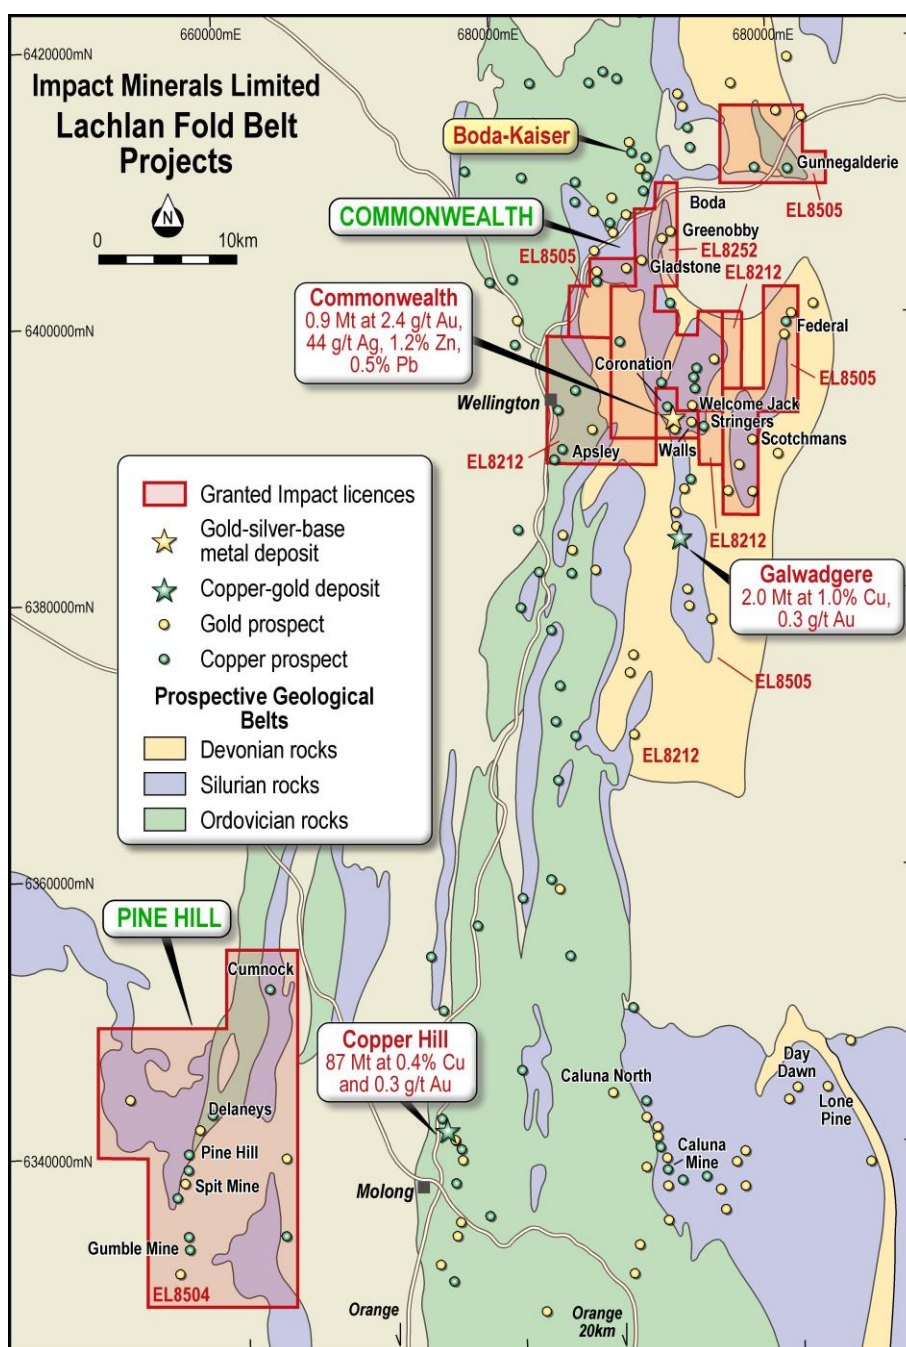 660000mE
680000mE
680000mE
6420000mN
Impact Minerals Limited
Lachlan Fold Belt
Projects
N
0
10km
Boda-Kaiser
Gunnegalderie
EL8505
COMMONWEALTH
Boda
Greenobby
EL8252
EL8505
Gladstone
EL8212
Commonwealth
0.9 Mt at 2.4 g/t Au,
44 g/t Ag, 1.2% Zn,
0.5% Pb
6400000mN
Federal
Coronation
EL8505
Wellington
Welcome Jack
Stringers
Scotchmans
Apsley
Walls
EL8212
Granted Impact licences
Gold-silver-base
metal deposit
Copper-gold deposit
Gold prospect
Copper prospect
Prospective Geological
Belts
Devonian rocks
Silurian rocks
Ordovician rocks
EL8212
Galwadgere
2.0 Mt at 1.0% Cu,
0.3 g/t Au
6380000mN
EL8505
EL8212
6360000mN
PINE HILL
Cumnock
Copper Hill
87 Mt at 0.4% Cu
and 0.3 g/t Au
Day
Dawn
Caluna North
Lone
Pine
Delaneys
Pine Hill
Caluna
Mine
6340000mN
Spit Mine
Molong
Gumble Mine
EL8504
Orange
Orange
20km